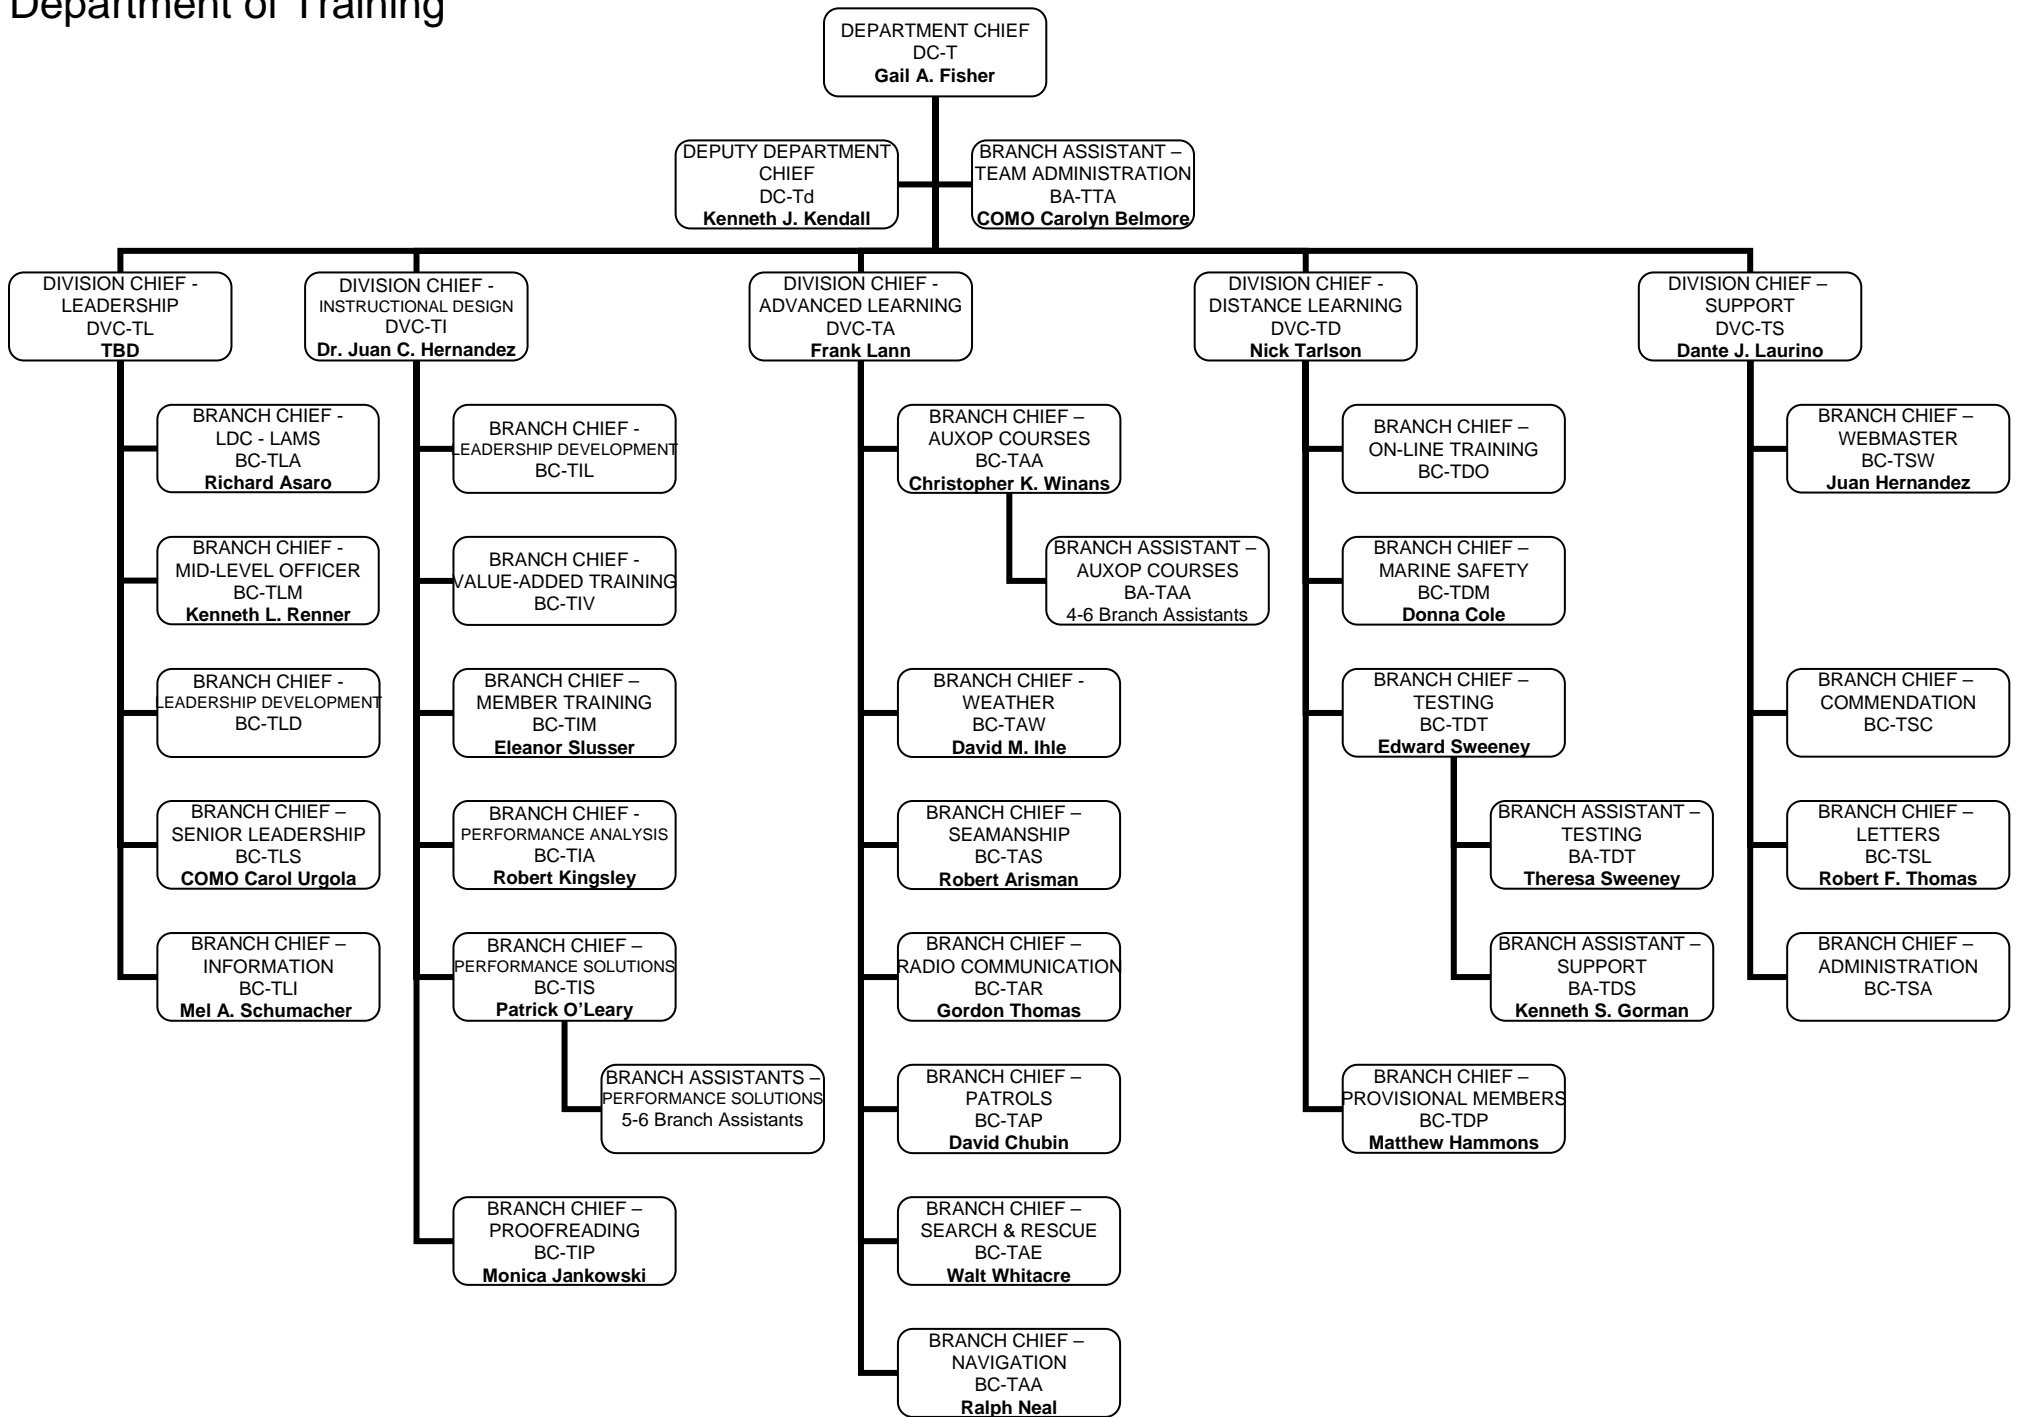 Department of Training
DEPARTMENT CHIEF
DC-T
Gail A. Fisher
DEPUTY DEPARTMENT
CHIEF
DC-Td
Kenneth J. Kendall
BRANCH ASSISTANT –
TEAM ADMINISTRATION
BA-TTA
COMO Carolyn Belmore
DIVISION CHIEF -
LEADERSHIP
DVC-TL
TBD
BRANCH CHIEF -
LDC - LAMS
BC-TLA
Richard Asaro
BRANCH CHIEF -
MID-LEVEL OFFICER
BC-TLM
Kenneth L. Renner
BRANCH CHIEF -
LEADERSHIP DEVELOPMENT
BC-TLD
BRANCH CHIEF –
SENIOR LEADERSHIP
BC-TLS
COMO Carol Urgola
BRANCH CHIEF –
INFORMATION
BC-TLI
Mel A. Schumacher
DIVISION CHIEF -
INSTRUCTIONAL DESIGN
DVC-TI
Dr. Juan C. Hernandez
BRANCH CHIEF -
LEADERSHIP DEVELOPMENT
BC-TIL
BRANCH CHIEF -
VALUE-ADDED TRAINING
BC-TIV
BRANCH CHIEF –
MEMBER TRAINING
BC-TIM
Eleanor Slusser
BRANCH CHIEF -
PERFORMANCE ANALYSIS
BC-TIA
Robert Kingsley
BRANCH CHIEF –
PERFORMANCE SOLUTIONS
BC-TIS
Patrick O’Leary
BRANCH ASSISTANTS –
PERFORMANCE SOLUTIONS
5-6 Branch Assistants
BRANCH CHIEF –
PROOFREADING
BC-TIP
Monica Jankowski
DIVISION CHIEF -
ADVANCED LEARNING
DVC-TA
Frank Lann
BRANCH CHIEF –
AUXOP COURSES
BC-TAA
Christopher K. Winans
BRANCH ASSISTANT –
AUXOP COURSES
BA-TAA
4-6 Branch Assistants
BRANCH CHIEF -
WEATHER
BC-TAW
David M. Ihle
BRANCH CHIEF –
SEAMANSHIP
BC-TAS
Robert Arisman
BRANCH CHIEF –
RADIO COMMUNICATION
BC-TAR
Gordon Thomas
BRANCH CHIEF –
PATROLS
BC-TAP
David Chubin
BRANCH CHIEF –
SEARCH & RESCUE
BC-TAE
Walt Whitacre
BRANCH CHIEF –
NAVIGATION
BC-TAA
Ralph Neal
DIVISION CHIEF -
DISTANCE LEARNING
DVC-TD
Nick Tarlson
BRANCH CHIEF –
ON-LINE TRAINING
BC-TDO
BRANCH CHIEF –
MARINE SAFETY
BC-TDM
Donna Cole
BRANCH CHIEF –
TESTING
BC-TDT
Edward Sweeney
BRANCH ASSISTANT –
TESTING
BA-TDT
Theresa Sweeney
BRANCH ASSISTANT –
SUPPORT
BA-TDS
Kenneth S. Gorman
BRANCH CHIEF –
PROVISIONAL MEMBERS
BC-TDP
Matthew Hammons
DIVISION CHIEF –
SUPPORT
DVC-TS
Dante J. Laurino
BRANCH CHIEF –
WEBMASTER
BC-TSW
Juan Hernandez
BRANCH CHIEF –
COMMENDATION
BC-TSC
BRANCH CHIEF –
LETTERS
BC-TSL
Robert F. Thomas
BRANCH CHIEF –
ADMINISTRATION
BC-TSA